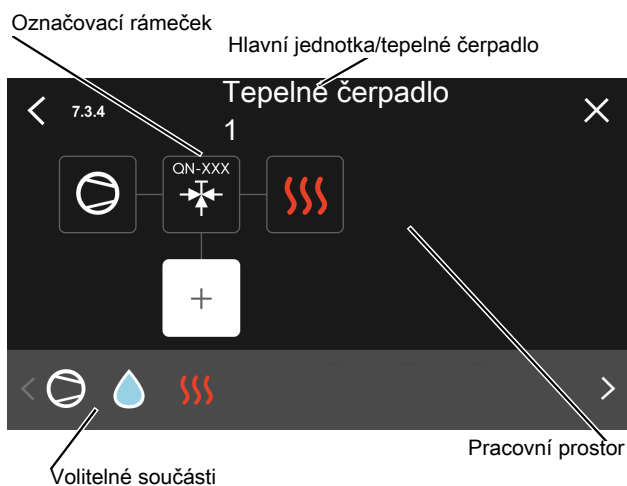 Označovací rámeček
Hlavní jednotka/tepelné čerpadlo
7.3.4
Tepelné čerpadlo
1
QN-XXX
Pracovní prostor
Volitelné součásti